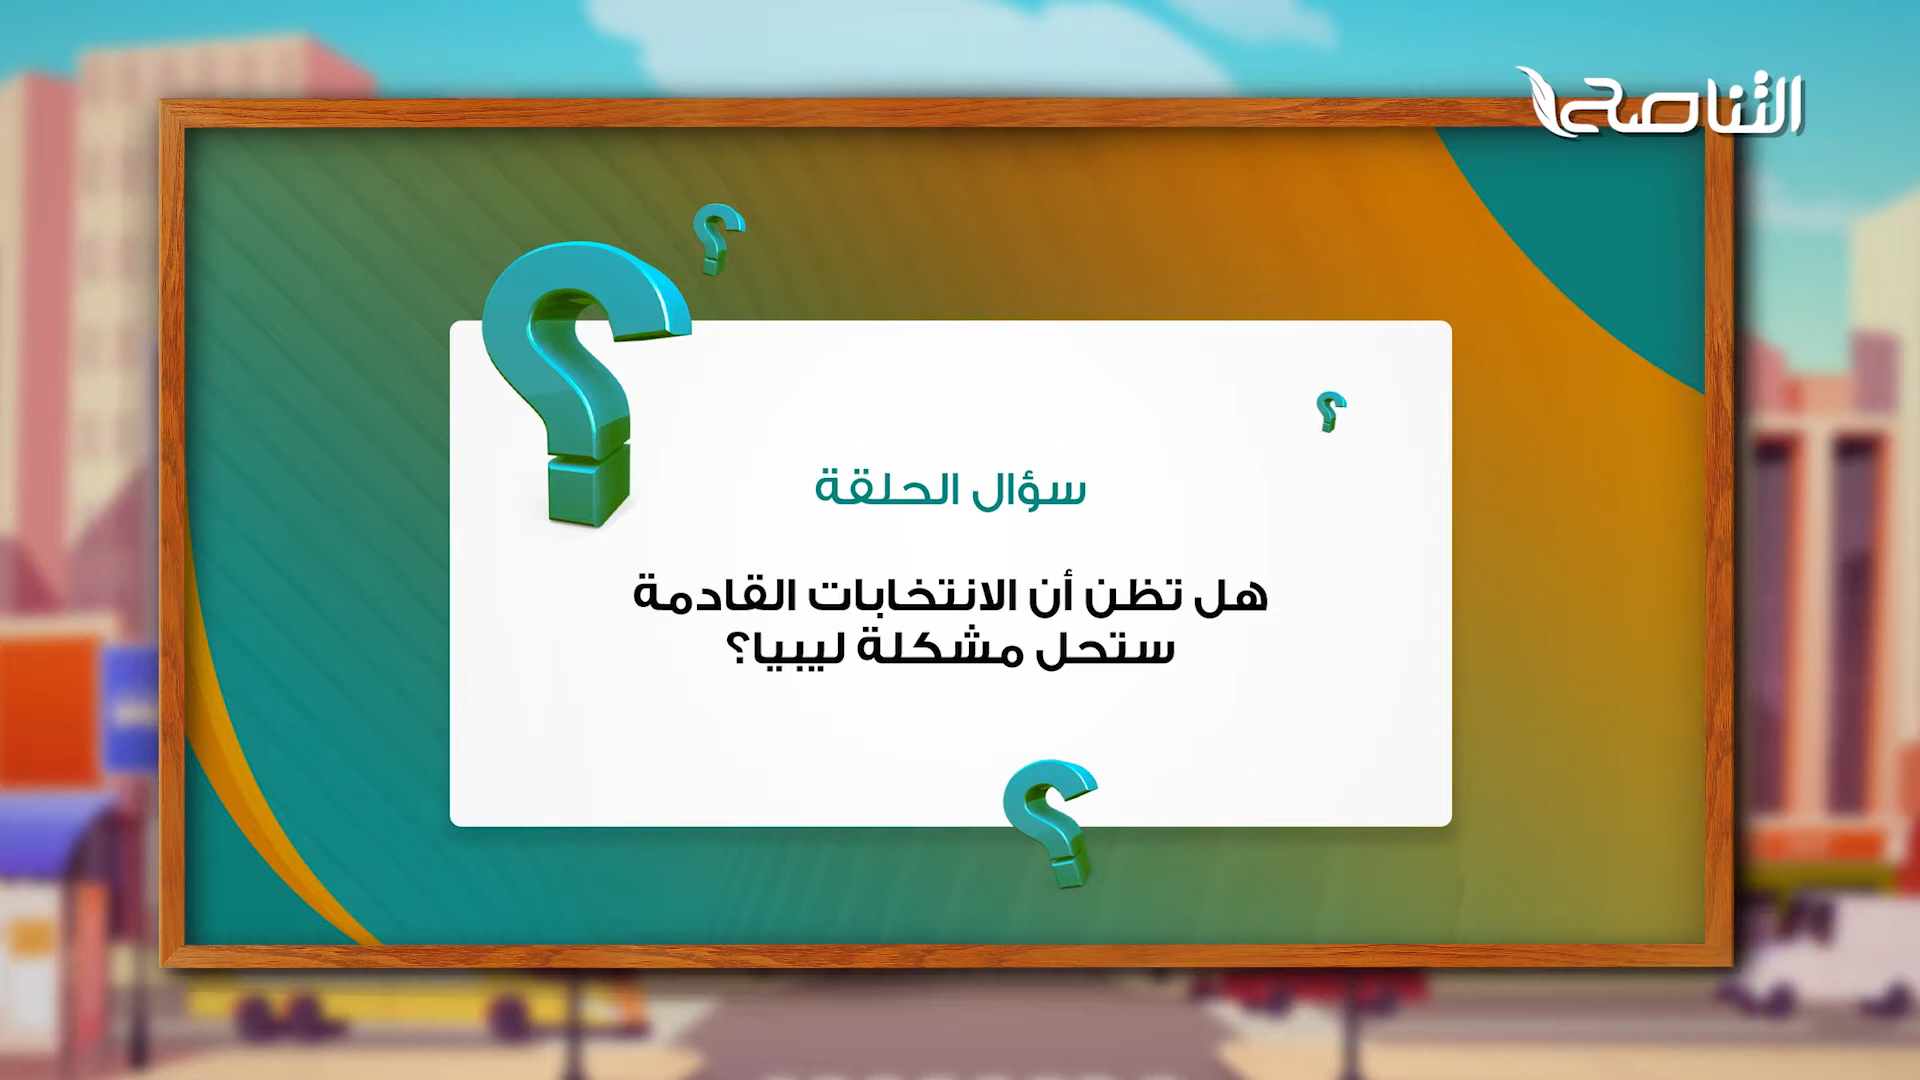 التناصح
سؤال الحلقة
هل تظن أن الانتخابات القادمة
ستحل مشكلة ليبيا؟